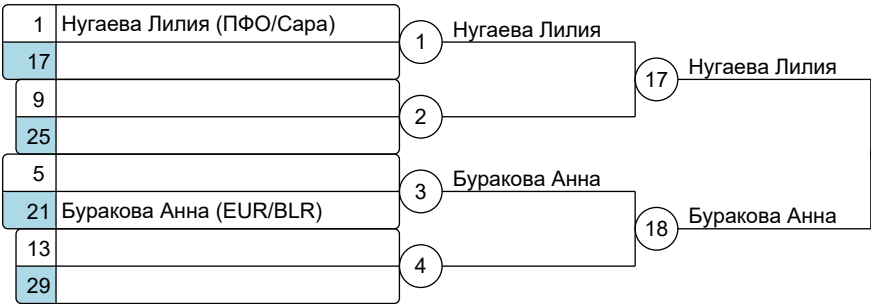 1 Нугаева Лилия (ПФО/Сара)
17
1 Нугаева Лилия
9
25
2
17 Нугаева Лилия
5
21 Буракова Анна (EUR/BLR)
3 Буракова Анна
13
29
4
18 Буракова Анна